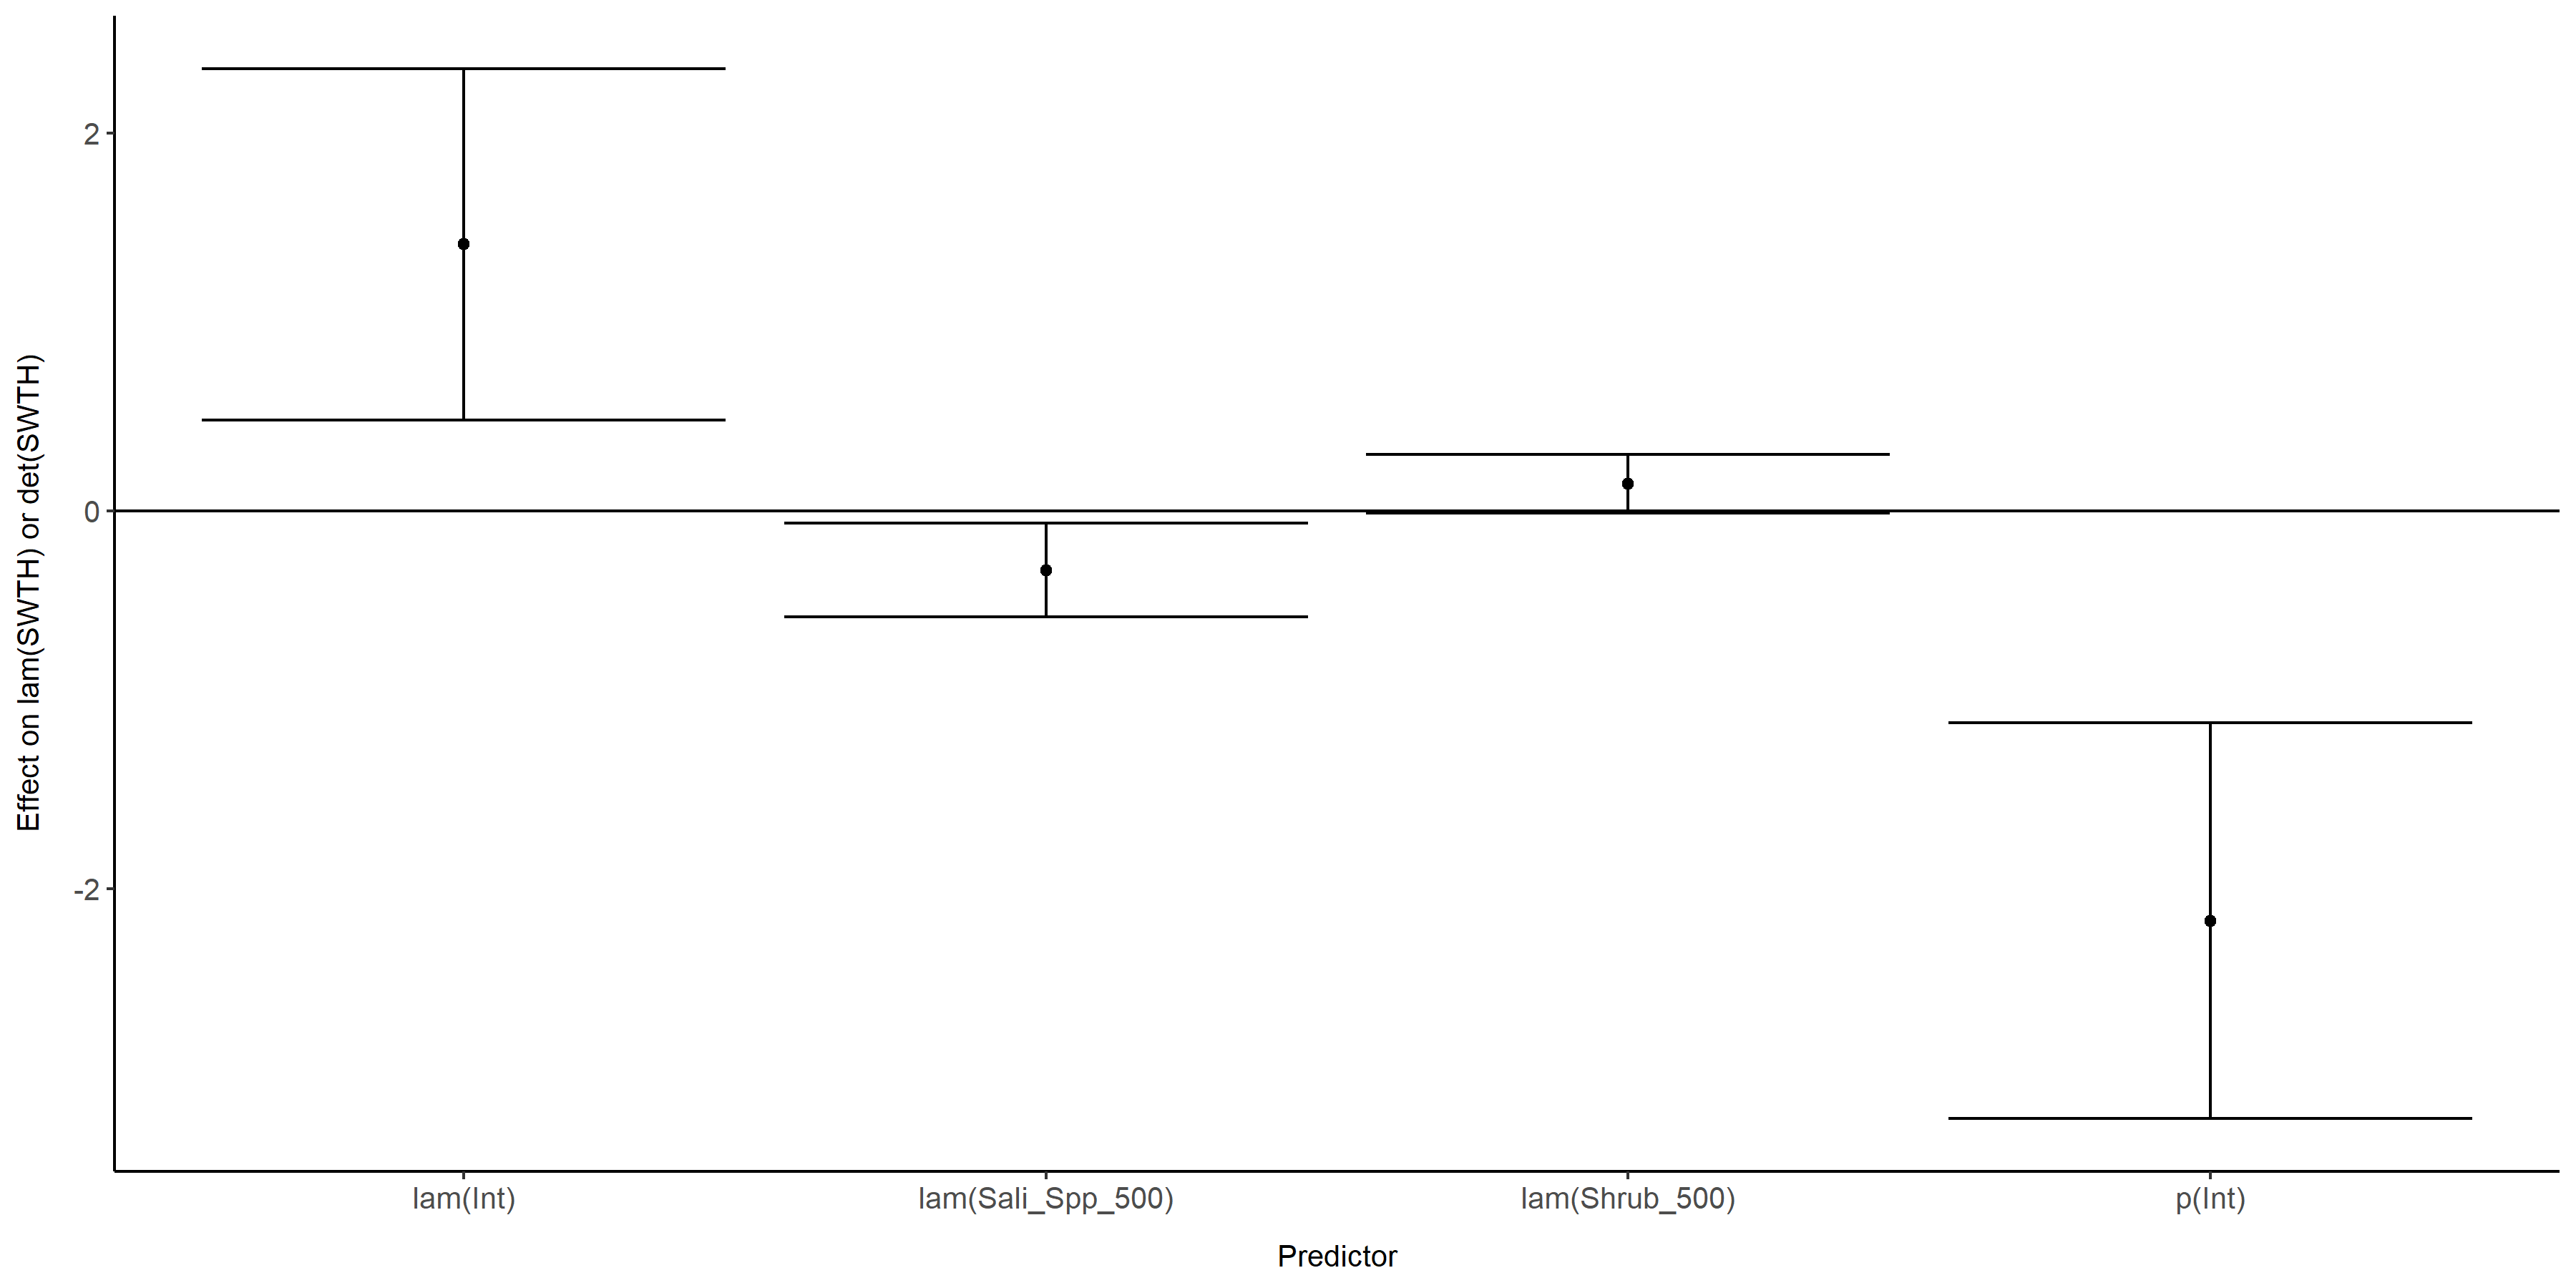 Effect on lam(SWTH) or det(SWTH)
2
0
-2
lam(Int)
lam(Sali_Spp_500)
lam(Shrub_500)
p(Int)
Predictor